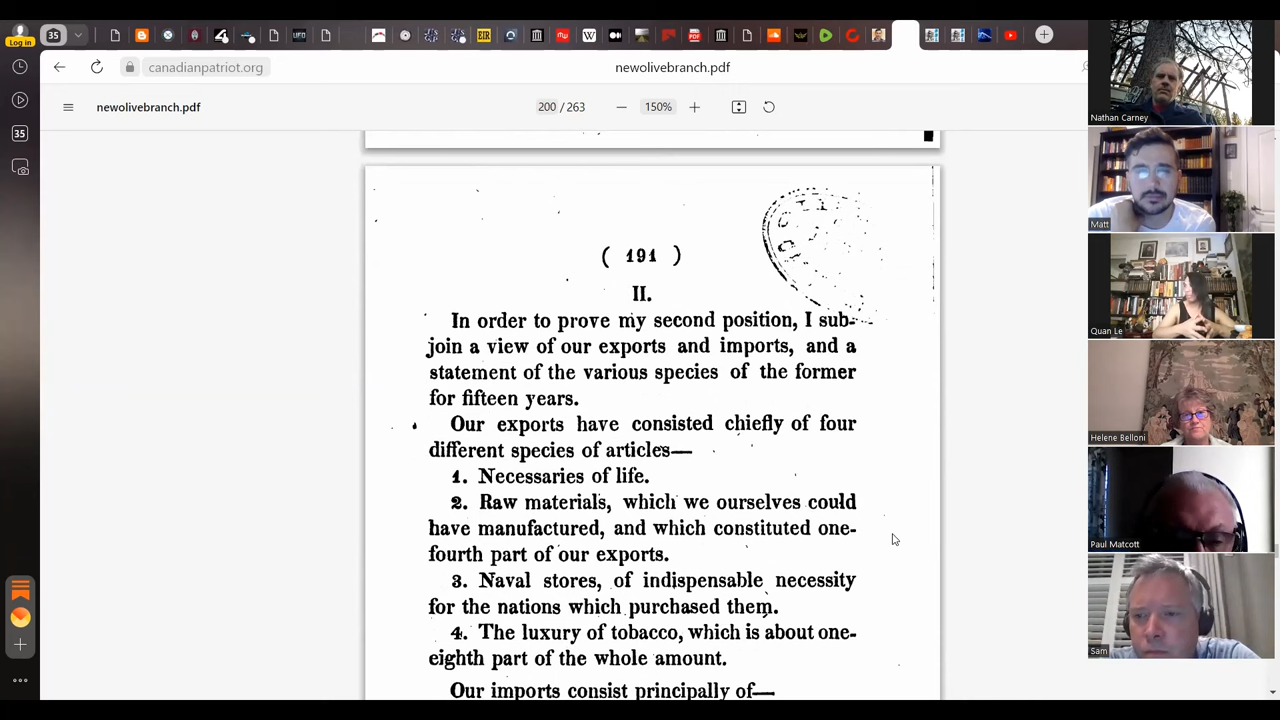 Log in
35
canadianpatriot.org
newolivebranch.pdf
35
newolivebranch.pdf
200 / 263
150%
( 191 )
II.
In order to prove my second position, I sub-
join a view of our exports and imports, and a
statement of the various species of the former
for fifteen years.
Our exports have consisted chiefly of four
different species of articles—
1. Necessaries of life.
2. Raw materials, which we ourselves could
have manufactured, and which constituted one-
fourth part of our exports.
3. Naval stores, of indispensable necessity
for the nations which purchased them.
4. The luxury of tobacco, which is about one-
eighth part of the whole amount.
Our imports consist principally of—
Nathan Carney
Matt
Quan Le
Helene Belloni
Paul Matcott
Sam